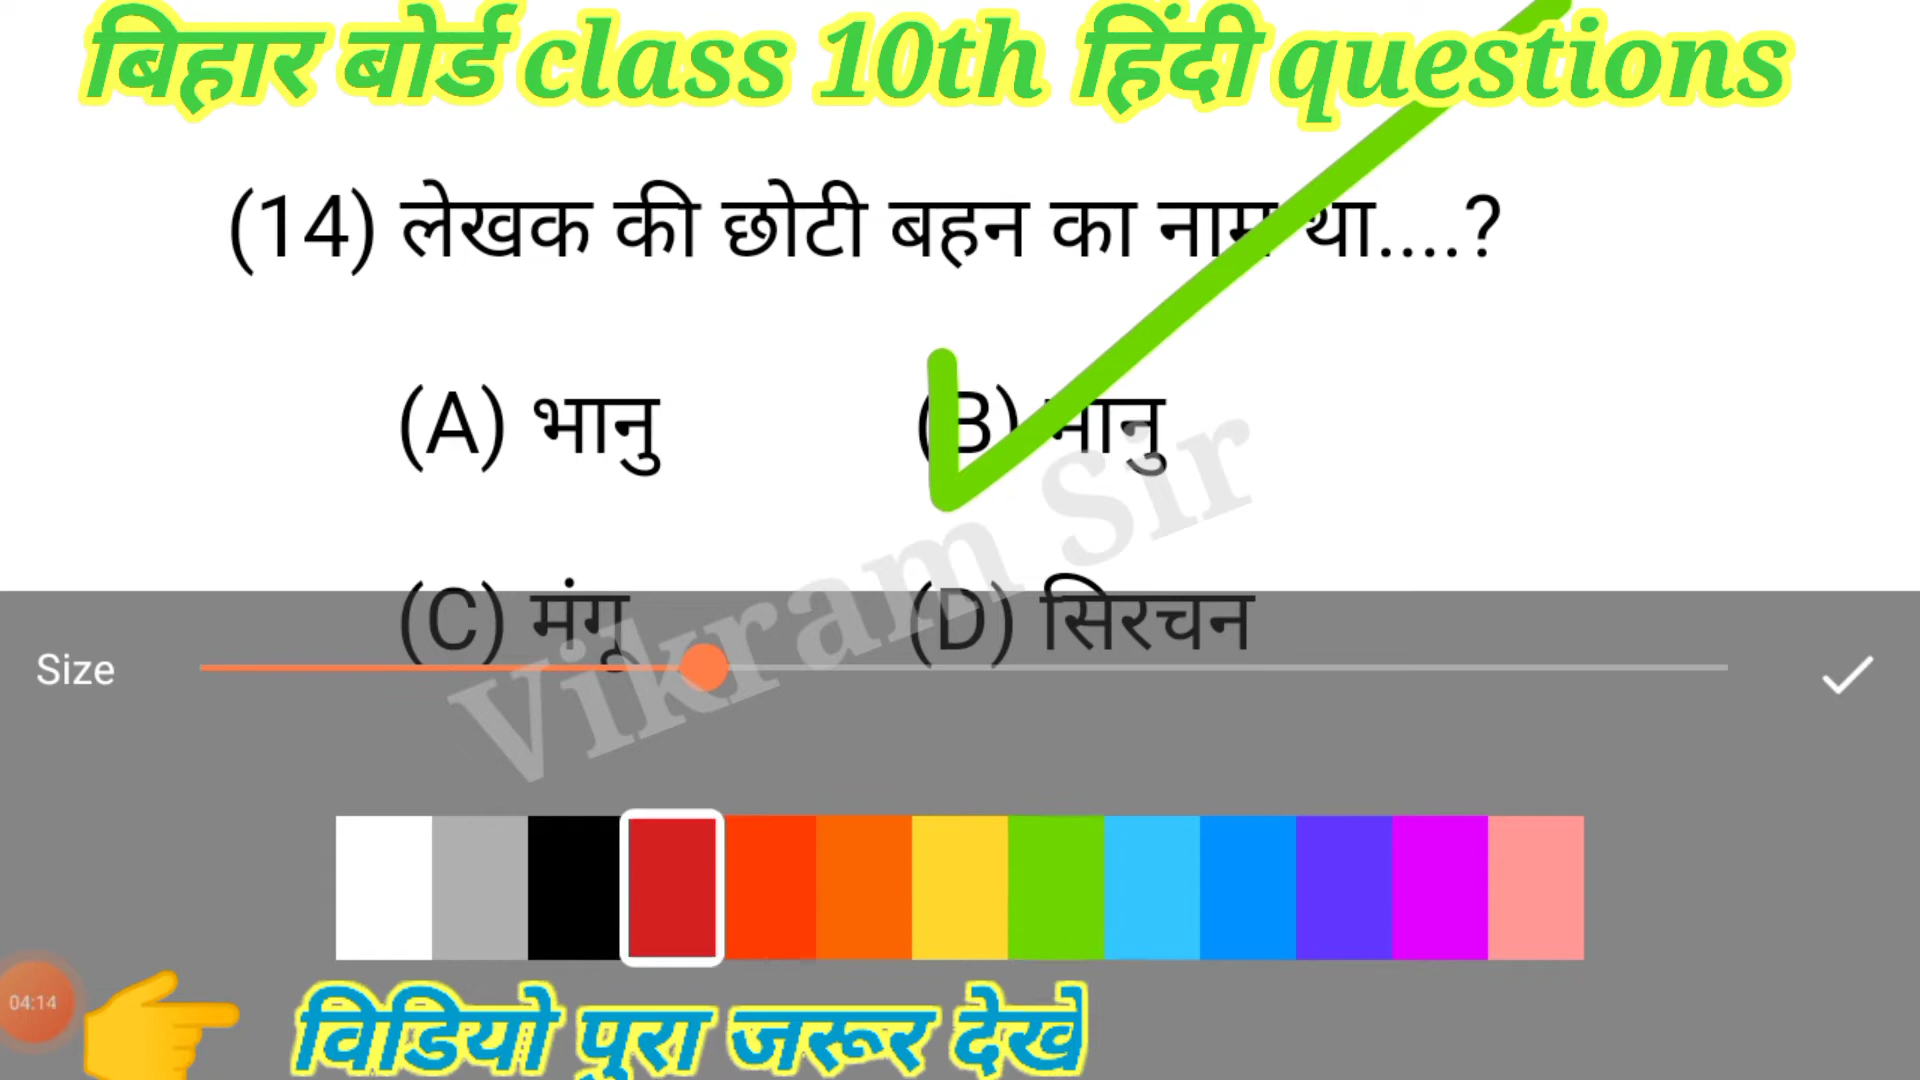 बिहार बोर्ड class 10th हिंदी questions
(14) लेखक की छोटी बहन का नाम था....?
(A) भानु (B) मानु
(C) मंगू (D) सिरचन
Vikram Sir
Size
04:14
विडियो पुरा जरूर देखे